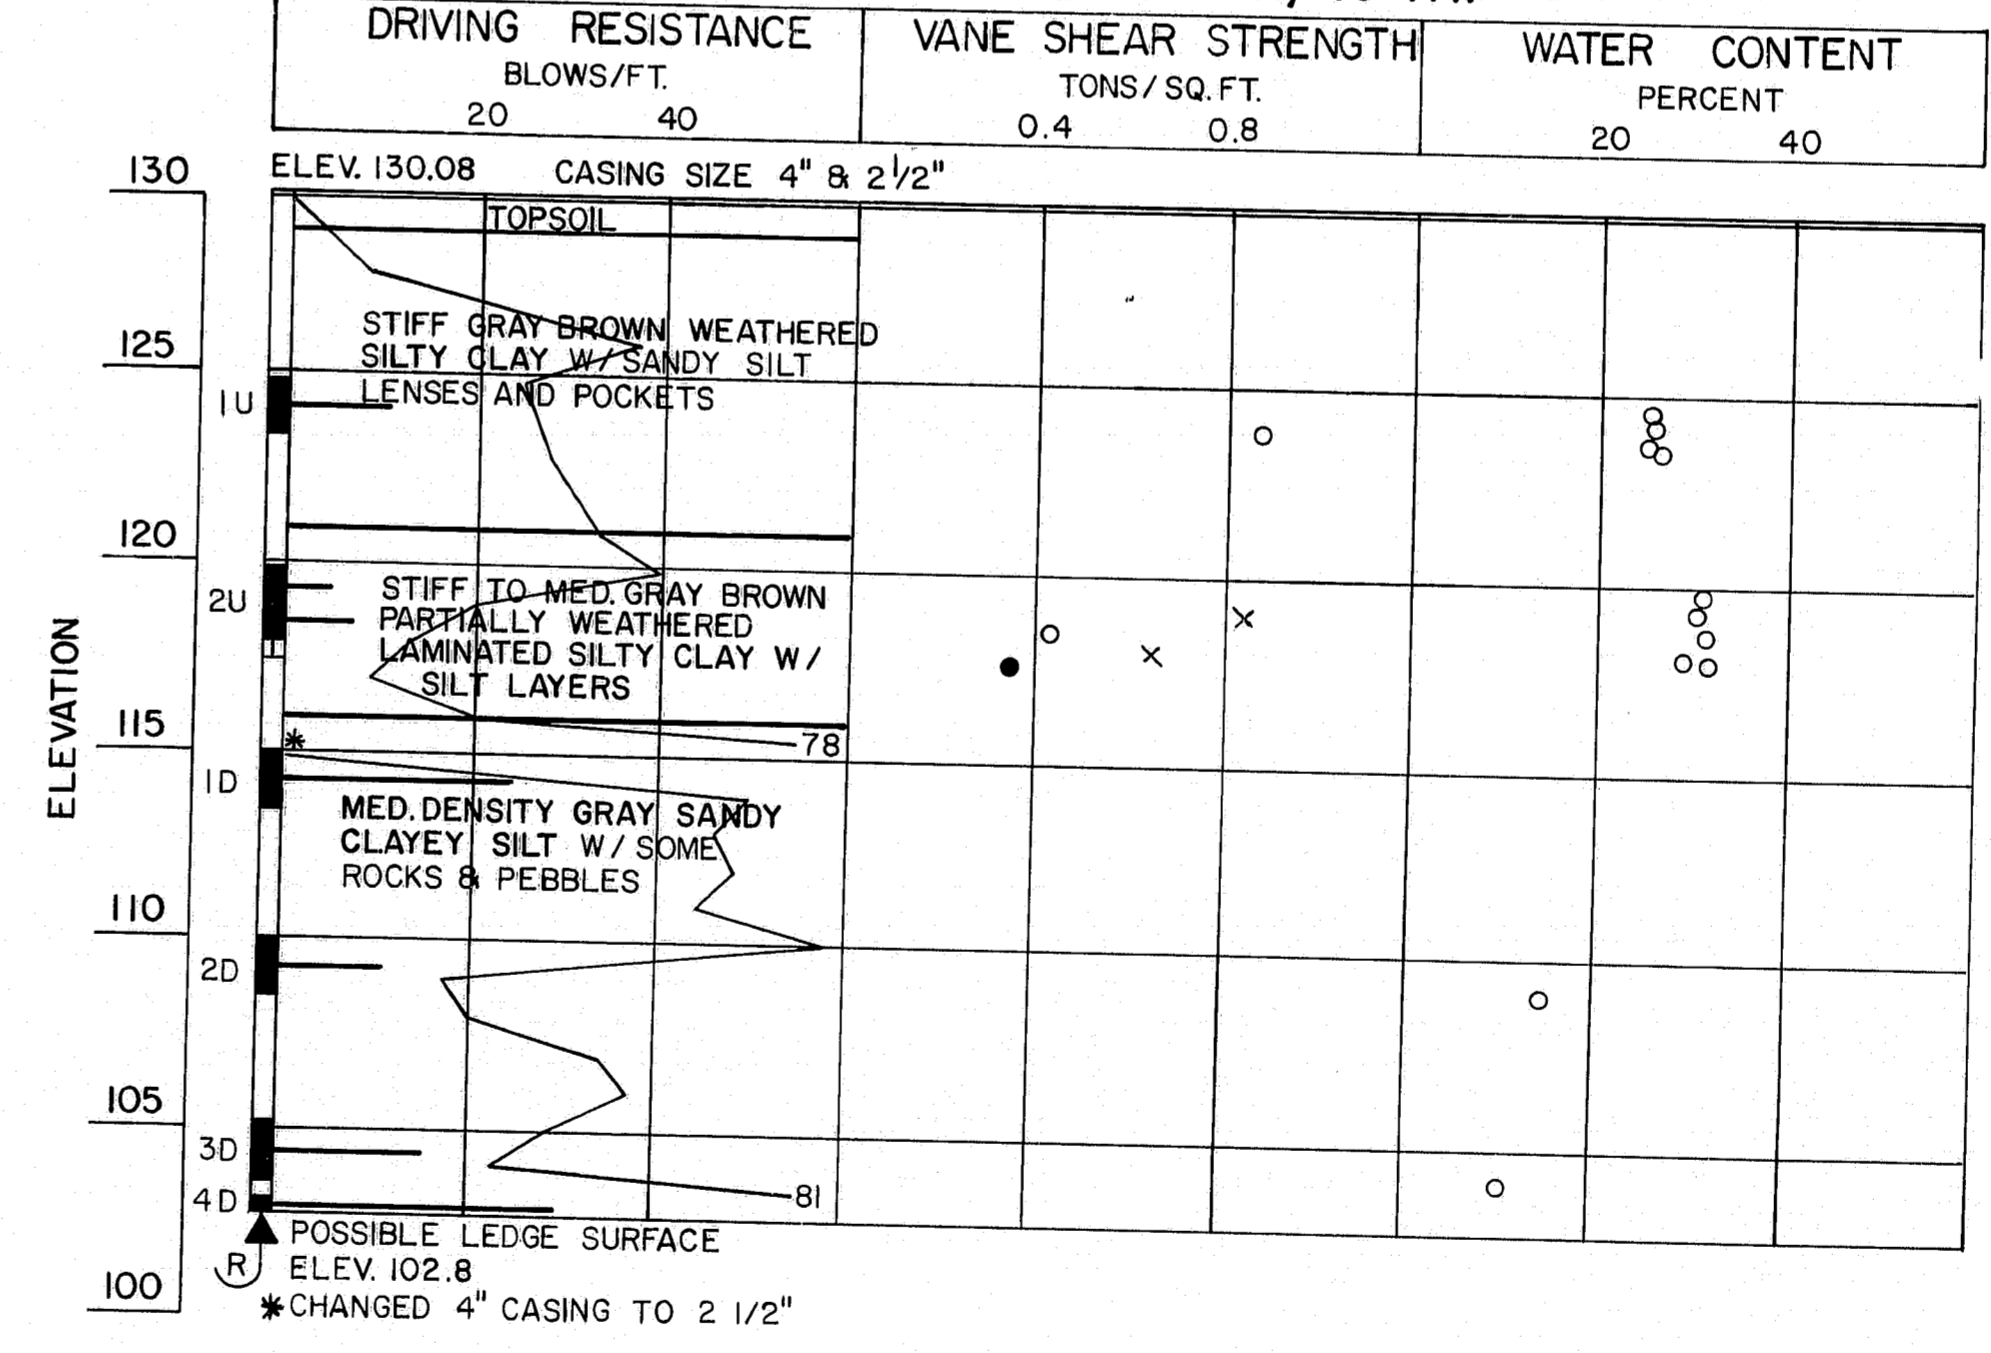 DRIVING RESISTANCE
BLOWS/FT.
20 40
VANE SHEAR STRENGTH
TONS/SQ.FT.
0.4 0.8
WATER CONTENT
PERCENT
20 40
ELEV. 130.08 CASING SIZE 4" & 2 1/2"
130
TOPSOIL
125
STIFF GRAY BROWN WEATHERED
SILTY CLAY W/ SANDY SILT
LENSES AND POCKETS
1U
120
STIFF TO MED. GRAY BROWN
PARTIALLY WEATHERED
LAMINATED SILTY CLAY W/
SILT LAYERS
2U
ELEVATION
115
* 78
1D
MED. DENSITY GRAY SANDY
CLAYEY SILT W/ SOME
ROCKS & PEBBLES
110
2D
105
3D
4D
81
POSSIBLE LEDGE SURFACE
R ELEV. 102.8
100
* CHANGED 4" CASING TO 2 1/2"